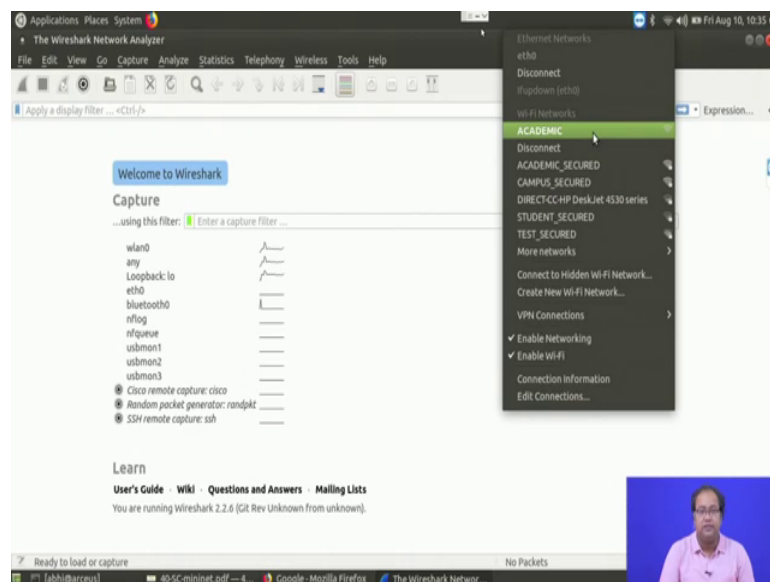 Applications Places System
Fri Aug 10, 10:35
The Wireshark Network Analyzer
File Edit View Go Capture Analyze Statistics Telephony Wireless Tools Help
Apply a display filter ... <Ctrl-/>
Expression...
Welcome to Wireshark
Capture
...using this filter: Enter a capture filter ...
wlan0
any
Loopback: lo
eth0
bluetooth0
nflog
nfqueue
usbmon1
usbmon2
usbmon3
Cisco remote capture: cisco
Random packet generator: randpkt
SSH remote capture: ssh
Learn
User's Guide · Wiki · Questions and Answers · Mailing Lists
You are running Wireshark 2.2.6 (Git Rev Unknown from unknown).
Ethernet Networks
eth0
Disconnect
ifupdown (eth0)
Wi-Fi Networks
ACADEMIC
Disconnect
ACADEMIC_SECURED
CAMPUS_SECURED
DIRECT-CC-HP DeskJet 4530 series
STUDENT_SECURED
TEST_SECURED
More networks
Connect to Hidden Wi-Fi Network...
Create New Wi-Fi Network...
VPN Connections
Enable Networking
Enable Wi-Fi
Connection Information
Edit Connections...
Ready to load or capture
No Packets
[abhi@arceus]
40-SC-mininet.pdf — 4...
Google - Mozilla Firefox
The Wireshark Networ...